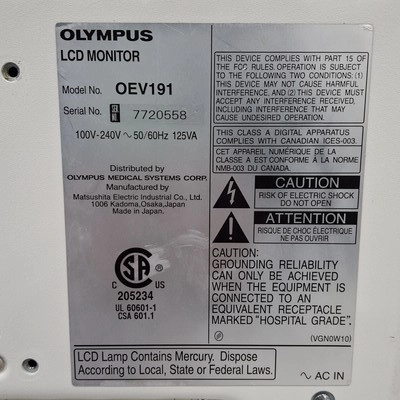 OLYMPUS
LCD MONITOR
Model No. OEV191
Serial No. 7720558
100V-240V ～ 50/60Hz 125VA
Distributed by
OLYMPUS MEDICAL SYSTEMS CORP.
Manufactured by
Matsushita Electric Industrial Co., Ltd.
1006 Kadoma,Osaka,Japan
Made in Japan.
C US
205234
UL 60601-1
CSA 601.1
LCD Lamp Contains Mercury. Dispose
According to Local, State or Federal Laws.
THIS DEVICE COMPLIES WITH PART 15 OF
THE FCC RULES. OPERATION IS SUBJECT
TO THE FOLLOWING TWO CONDITIONS: (1)
THIS DEVICE MAY NOT CAUSE HARMFUL
INTERFERENCE, AND (2) THIS DEVICE
MUST ACCEPT ANY INTERFERENCE
RECEIVED, INCLUDING INTERFERENCE THAT
MAY CAUSE UNDESIRED OPERATION.
THIS CLASS A DIGITAL APPARATUS
COMPLIES WITH CANADIAN ICES-003.
CET APPAREIL NUMÉRIQUE DE LA
CLASSE A EST CONFORME À LA NORME
NMB-003 DU CANADA.
CAUTION
RISK OF ELECTRIC SHOCK
DO NOT OPEN
ATTENTION
RISQUE DE CHOC ÉLECTRIQUE
NE PAS OUVRIR
CAUTION:
GROUNDING RELIABILITY
CAN ONLY BE ACHIEVED
WHEN THE EQUIPMENT IS
CONNECTED TO AN
EQUIVALENT RECEPTACLE
MARKED "HOSPITAL GRADE".
(VGN0W10)
～ AC IN